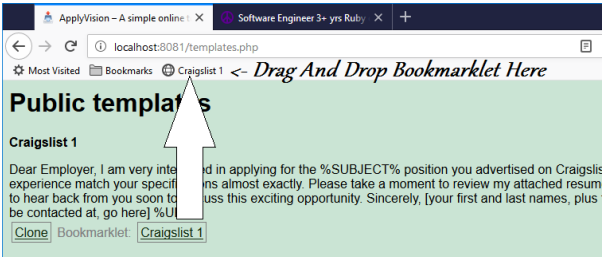 ApplyVision – A simple online t
Software Engineer 3+ yrs Ruby
localhost:8081/templates.php
Most Visited Bookmarks Craigslist 1 <- Drag And Drop Bookmarklet Here
Public templates
Craigslist 1
Dear Employer, I am very inte ed in applying for the %SUBJECT% position you advertised on Craigslis
experience match your specifi ons almost exactly. Please take a moment to review my attached resum
to hear back from you soon to uss this exciting opportunity. Sincerely, [your first and last names, plus
be contacted at, go here] %U
Clone Bookmarklet: Craigslist 1